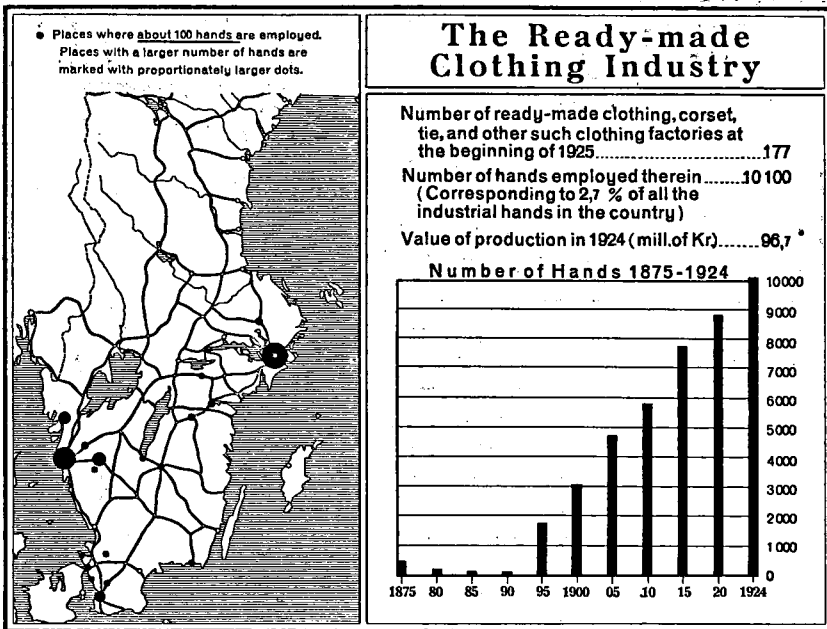 Places where about 100 hands are employed.
Places with a larger number of hands are
marked with proportionately larger dots.
The Ready-made
Clothing Industry
Number of ready-made clothing, corset,
tie, and other such clothing factories at
the beginning of 1925........................177
Number of hands employed therein.......10100
(Corresponding to 2,7 % of all the
industrial hands in the country)
Value of production in 1924 (mill. of Kr.).......96,7
Number of Hands 1875-1924
10000
9000
8000
7000
6000
5000
4000
3000
2000
1000
0
1875 80 85 90 95 1900 05 10 15 20 1924